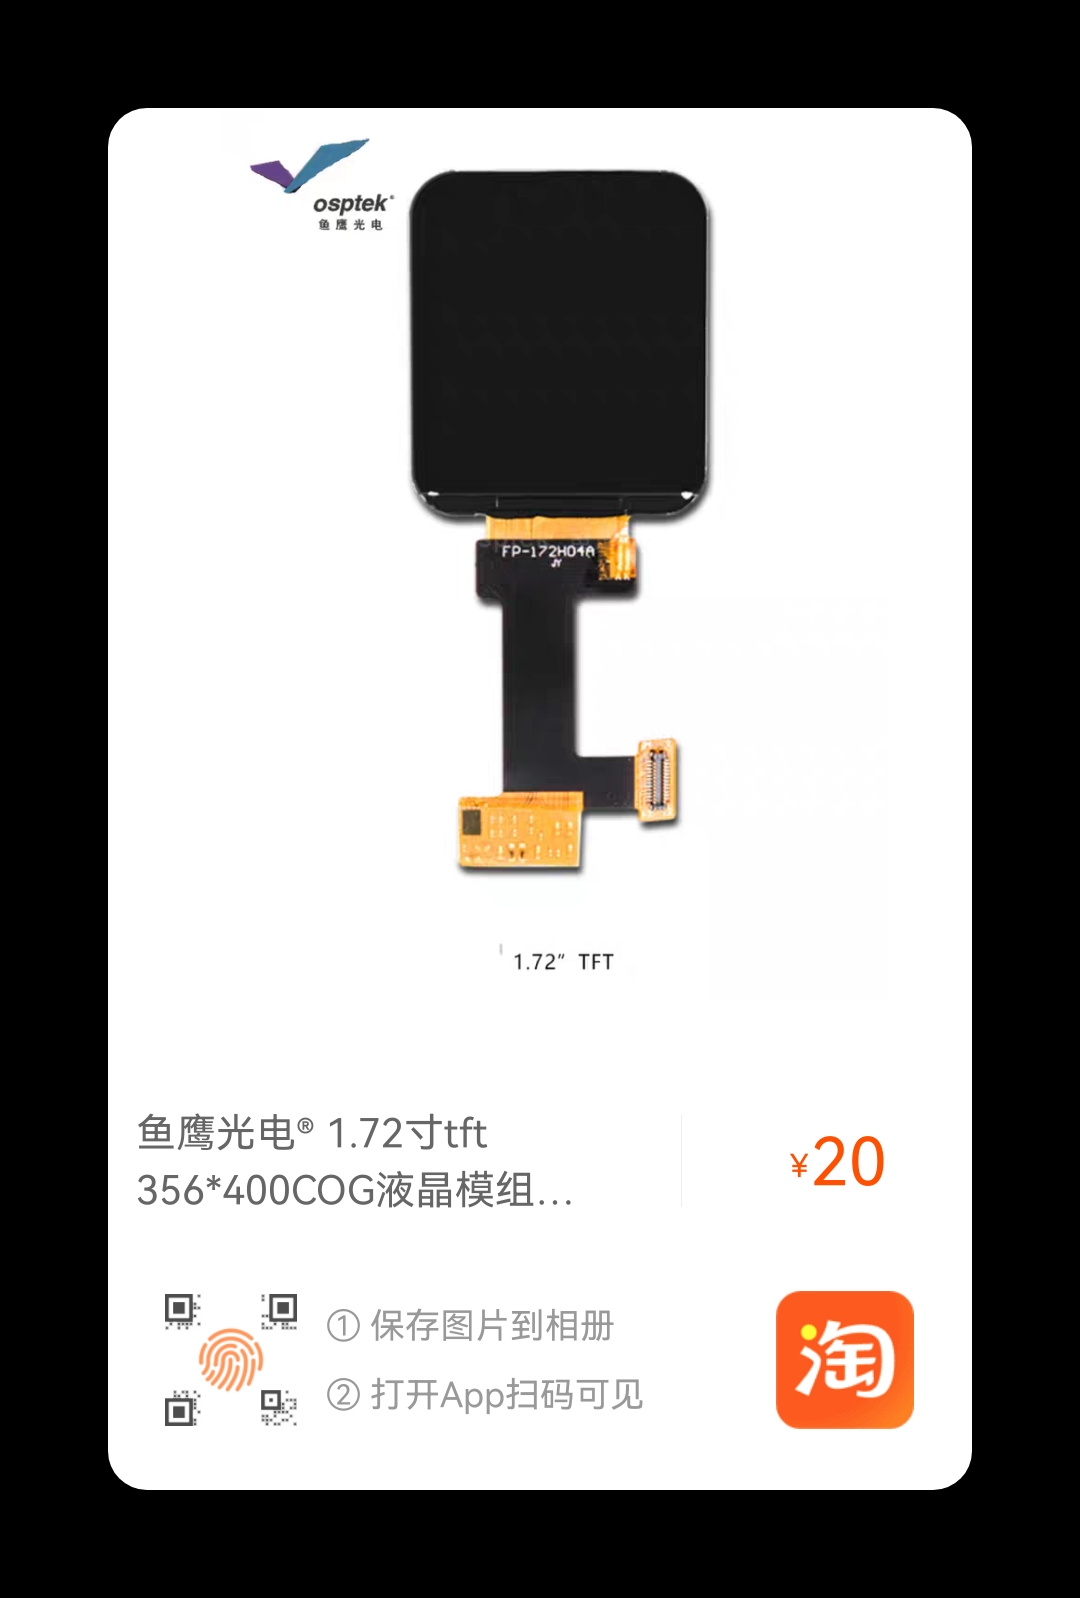 osptek®
鱼鹰光电
FP-172H04A
JY
1.72" TFT
鱼鹰光电® 1.72寸tft
356*400COG液晶模组...
¥20
① 保存图片到相册
② 打开App扫码可见
淘